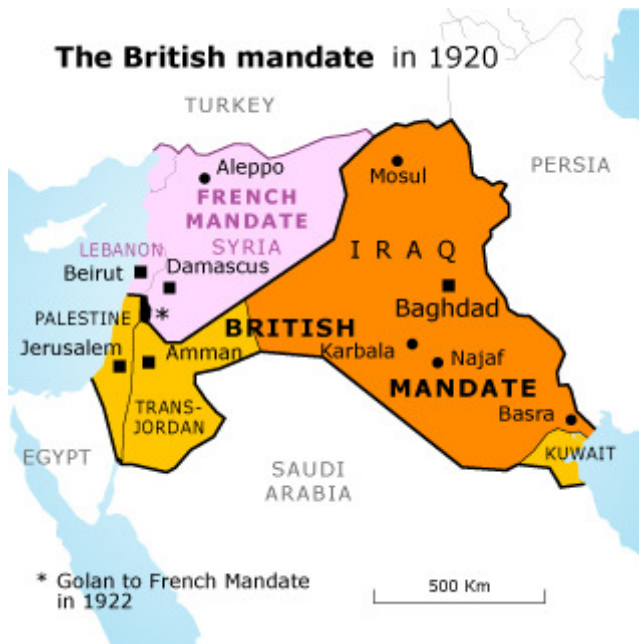 The British mandate in 1920
TURKEY
PERSIA
Aleppo
Mosul
FRENCH
MANDATE
SYRIA
IRAQ
LEBANON
Beirut
Damascus
Baghdad
PALESTINE
*
BRITISH
Jerusalem
Amman
Karbala
Najaf
MANDATE
TRANS-
JORDAN
Basra
EGYPT
KUWAIT
SAUDI
ARABIA
* Golan to French Mandate
in 1922
500 Km